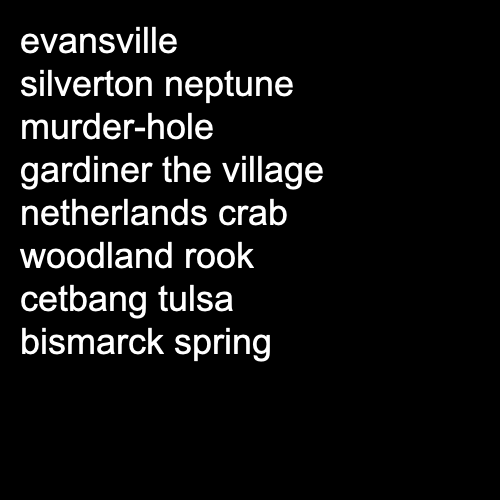 evansville
silverton neptune
murder-hole
gardiner the village
netherlands crab
woodland rook
cetbang tulsa
bismarck spring